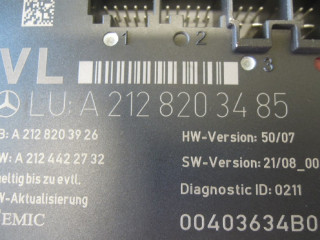 1 2 3
VL
LU: A 212 820 34 85
B: A 212 820 39 26
HW-Version: 50/07
W: A 212 442 27 32
SW-Version: 21/08_00
eltig bis zu evtl.
Diagnostic ID: 0211
W-Aktualisierung
EMIC
00403634B0